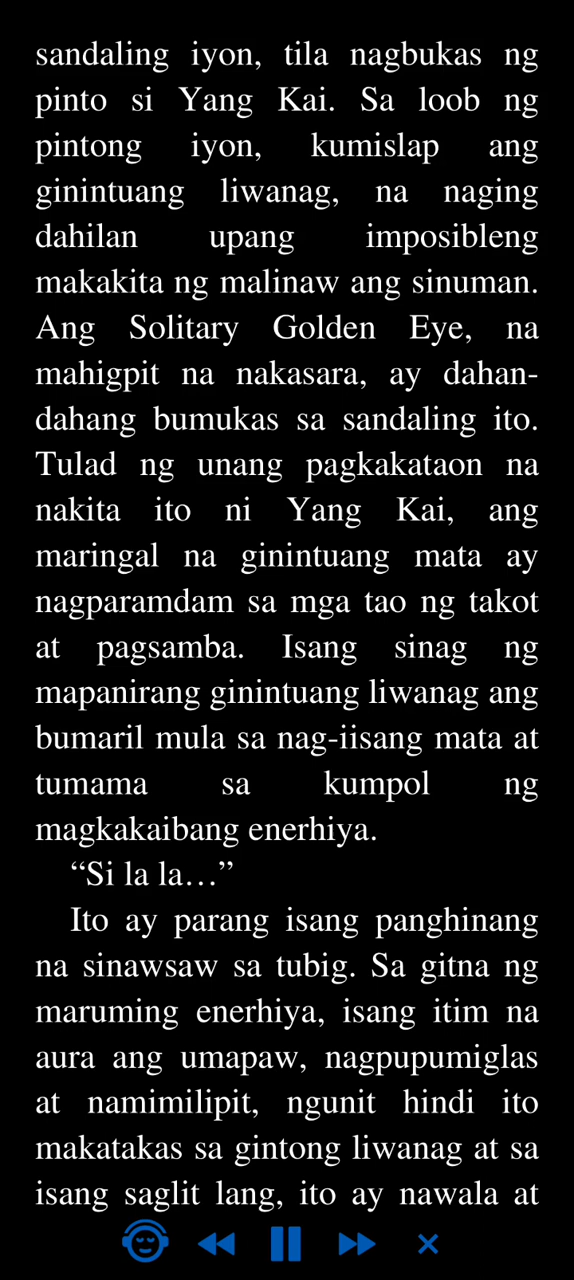 sandaling iyon, tila nagbukas ng
pinto si Yang Kai. Sa loob ng
pintong iyon, kumislap ang
ginintuang liwanag, na naging
dahilan upang imposibleng
makakita ng malinaw ang sinuman.
Ang Solitary Golden Eye, na
mahigpit na nakasara, ay dahan-
dahang bumukas sa sandaling ito.
Tulad ng unang pagkakataon na
nakita ito ni Yang Kai, ang
maringal na ginintuang mata ay
nagparamdam sa mga tao ng takot
at pagsamba. Isang sinag ng
mapanirang ginintuang liwanag ang
bumaril mula sa nag-iisang mata at
tumama sa kumpol ng
magkakaibang enerhiya.
“Si la la…”
Ito ay parang isang panghinang
na sinawsaw sa tubig. Sa gitna ng
maruming enerhiya, isang itim na
aura ang umapaw, nagpupumiglas
at namimilipit, ngunit hindi ito
makatakas sa gintong liwanag at sa
isang saglit lang, ito ay nawala at